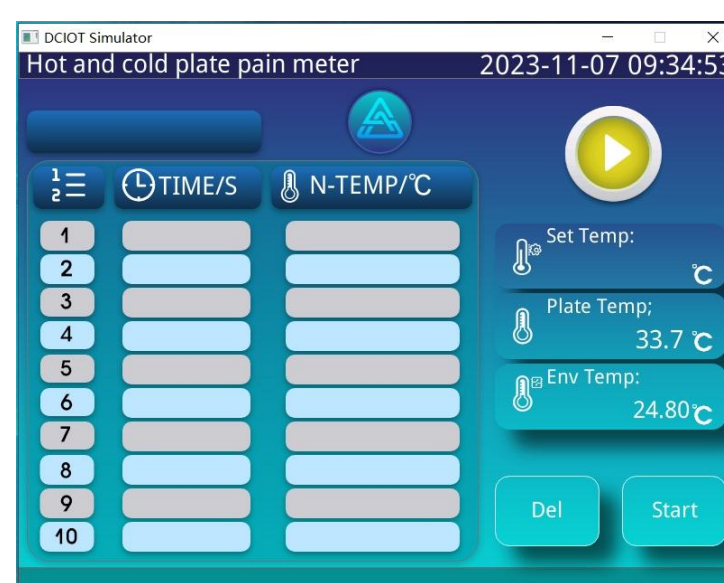 DCIOT Simulator
Hot and cold plate pain meter 2023-11-07 09:34:53
1 2 TIME/S N-TEMP/℃
1
2
3
4
5
6
7
8
9
10
Set Temp:
℃
Plate Temp;
33.7 ℃
Env Temp:
24.80℃
Del Start